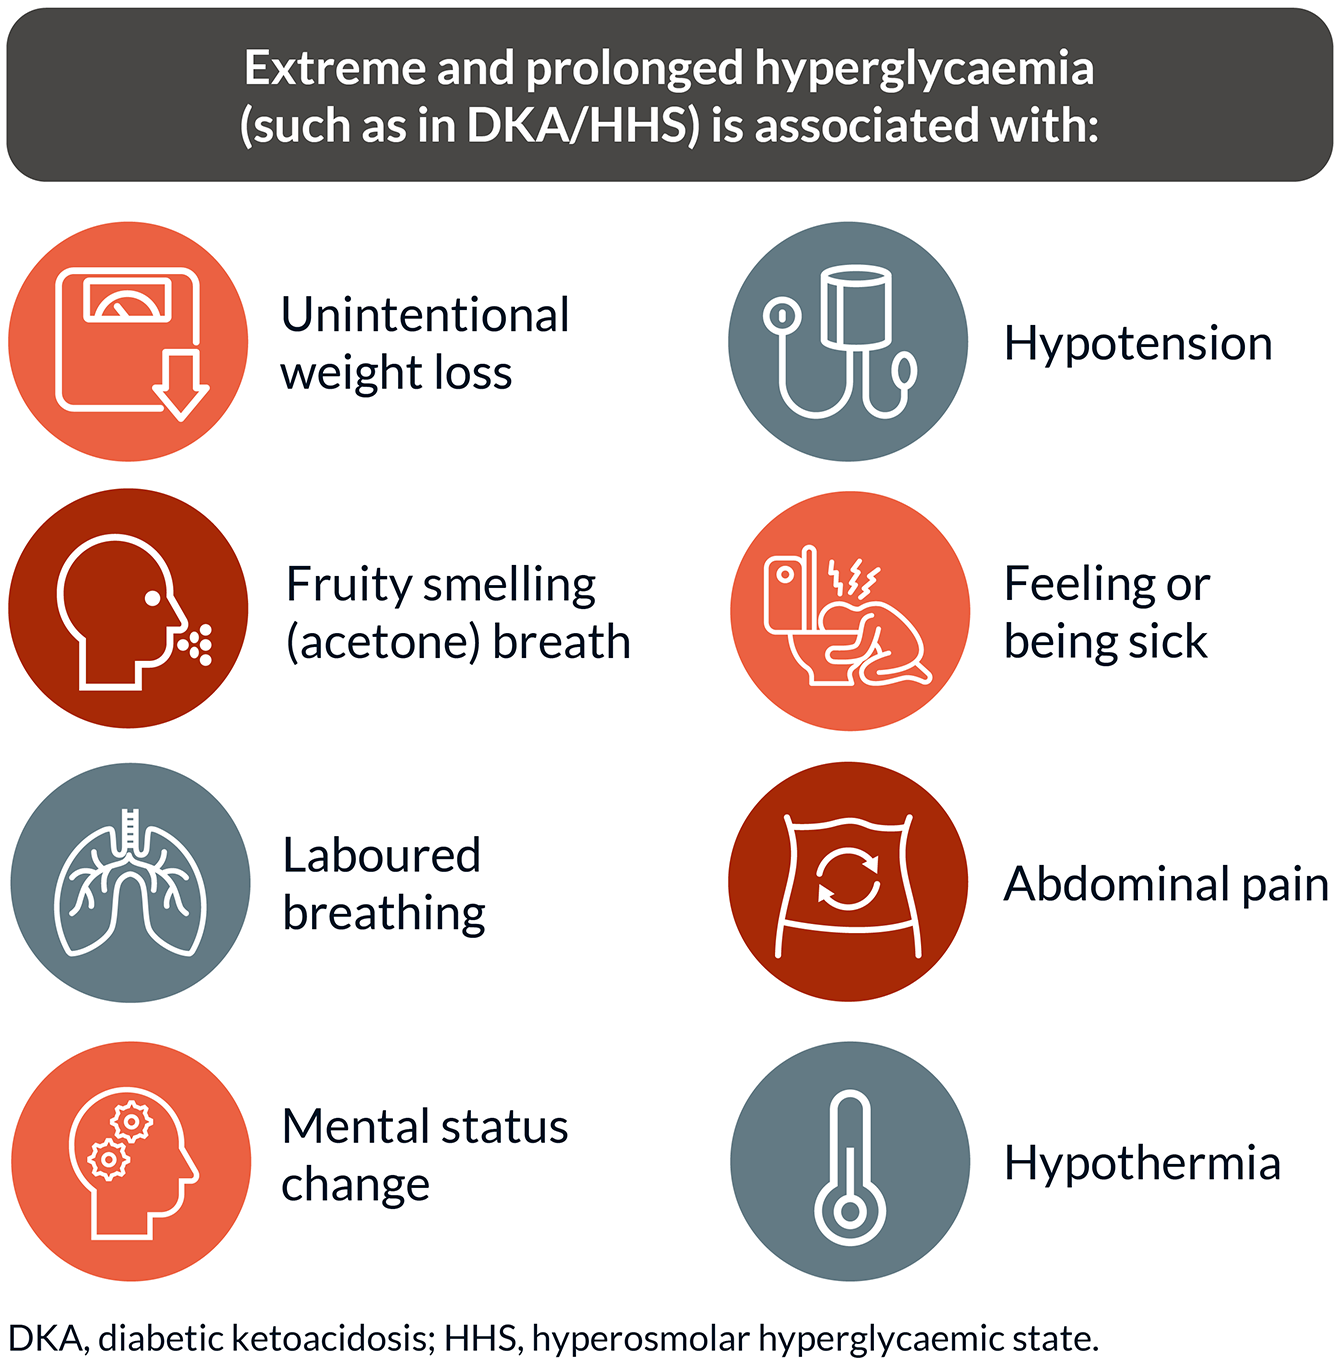 Extreme and prolonged hyperglycaemia
(such as in DKA/HHS) is associated with:
Unintentional
weight loss
Hypotension
Fruity smelling
(acetone) breath
Feeling or
being sick
Laboured
breathing
Abdominal pain
Mental status
change
Hypothermia
DKA, diabetic ketoacidosis; HHS, hyperosmolar hyperglycaemic state.